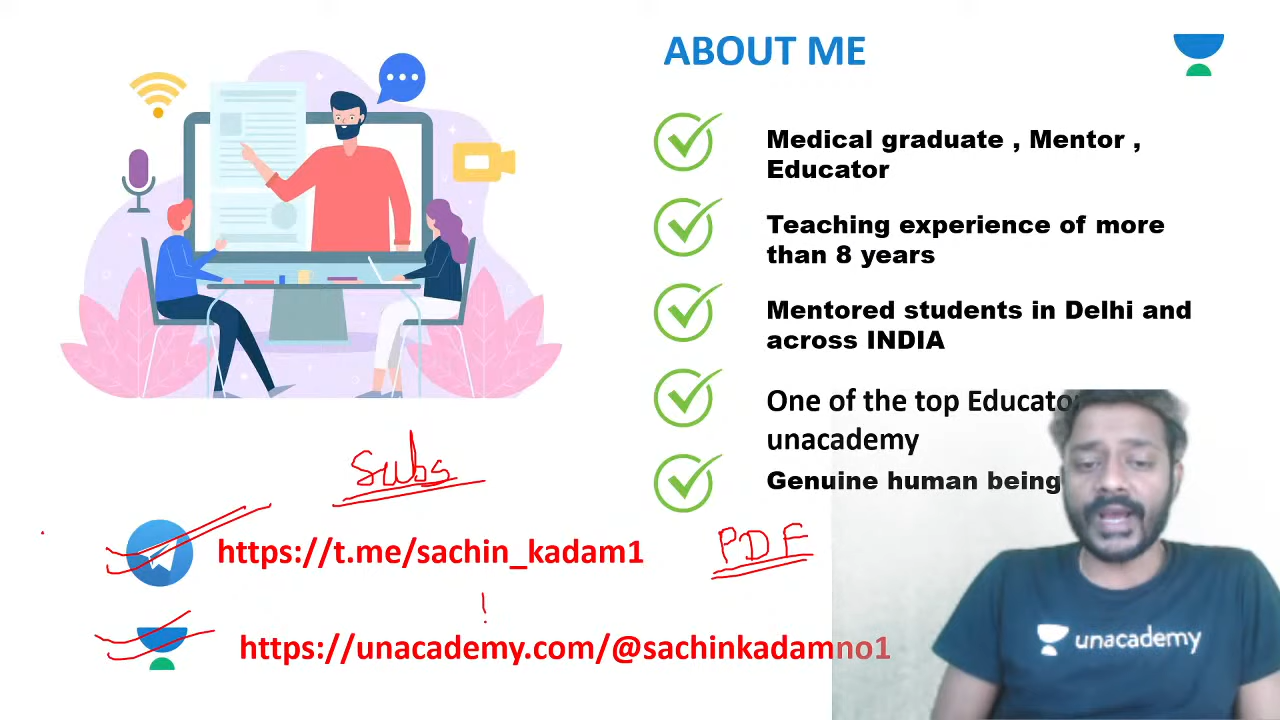 ABOUT ME
Medical graduate , Mentor ,
Educator
Teaching experience of more
than 8 years
Mentored students in Delhi and
across INDIA
One of the top Educato
unacademy
Genuine human being
Subs
https://t.me/sachin_kadam1
PDF
https://unacademy.com/@sachinkadamno1
unacademy